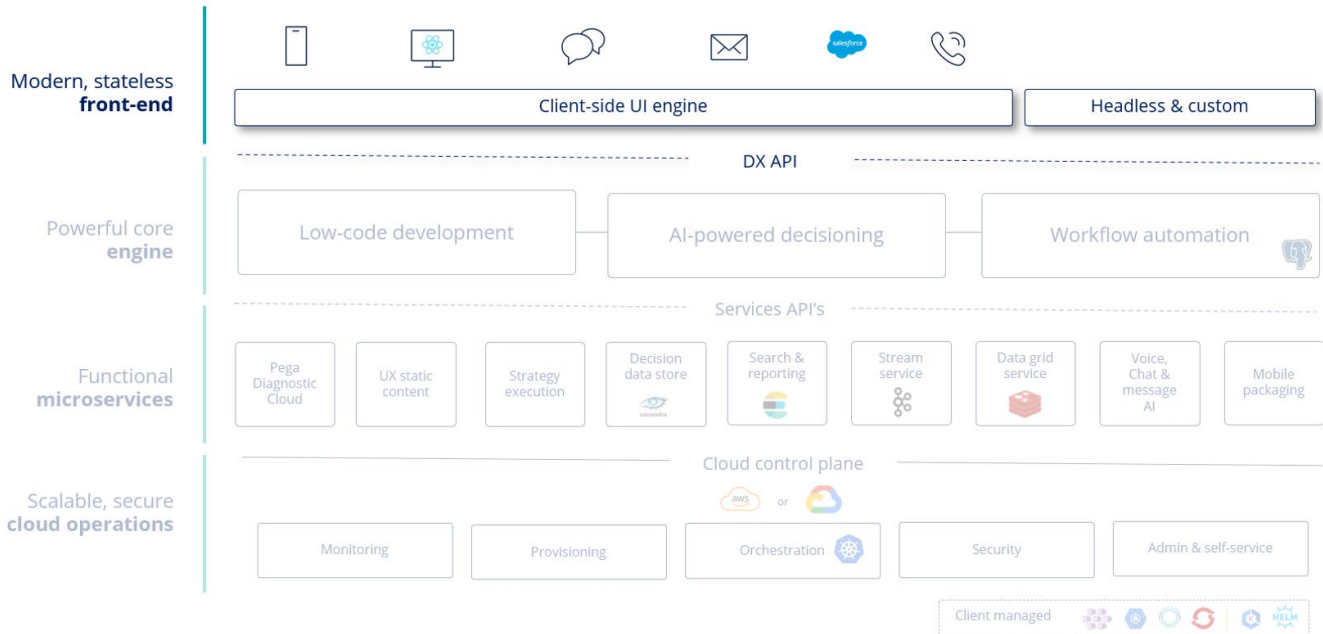 salesforce
Modern, stateless
front-end
Client-side UI engine
Headless & custom
DX API
Powerful core
engine
Low-code development
AI-powered decisioning
Workflow automation
Services API's
Functional
microservices
Pega
Diagnostic
Cloud
UX static
content
Strategy
execution
Decision
data store
cassandra
Search &
reporting
Stream
service
Data grid
service
Voice,
Chat &
message
AI
Mobile
packaging
Cloud control plane
aws
or
Scalable, secure
cloud operations
Monitoring
Provisioning
Orchestration
Security
Admin & self-service
Client managed
HELM